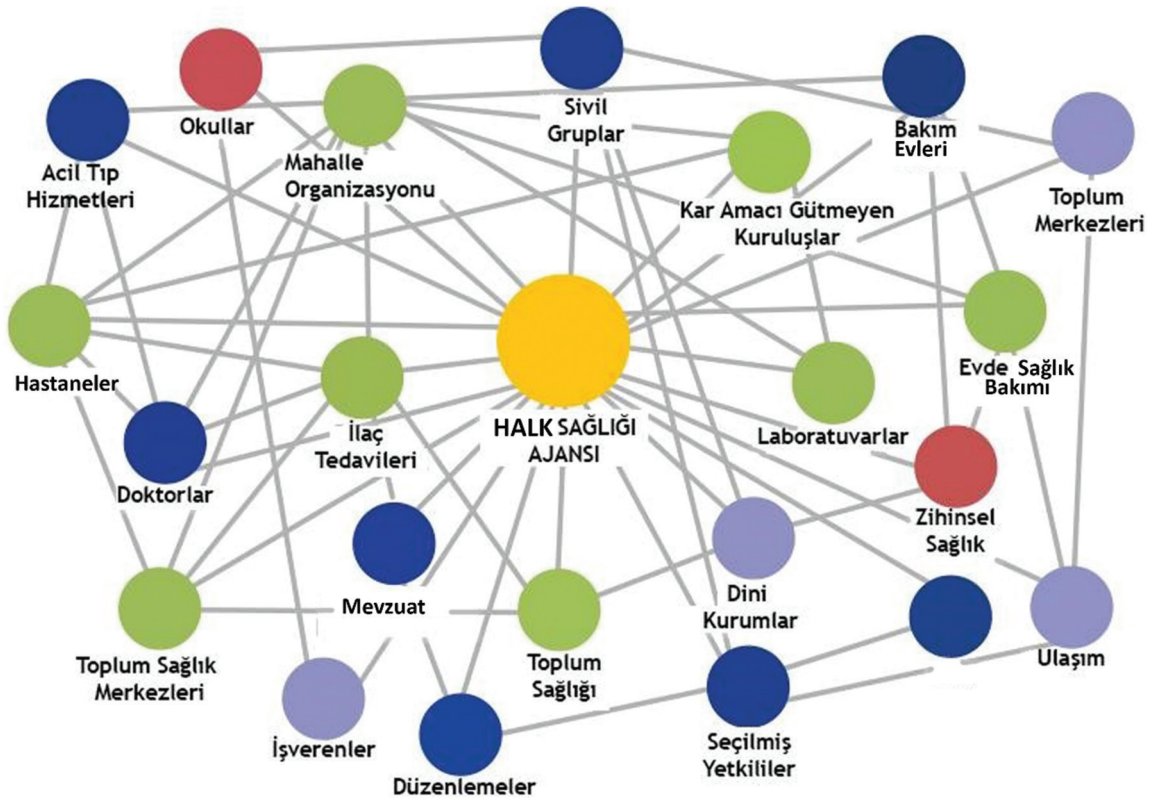 Okullar
Sivil
Gruplar
Bakım
Evleri
Acil Tıp
Hizmetleri
Mahalle
Organizasyonu
Kar Amacı Gütmeyen
Kuruluşlar
Toplum
Merkezleri
Hastaneler
Evde Sağlık
Bakımı
İlaç
Tedavileri
HALK SAĞLIĞI
AJANSI
Laboratuvarlar
Doktorlar
Zihinsel
Sağlık
Mevzuat
Dini
Kurumlar
Toplum Sağlık
Merkezleri
Toplum
Sağlığı
Ulaşım
İşverenler
Düzenlemeler
Seçilmiş
Yetkililer